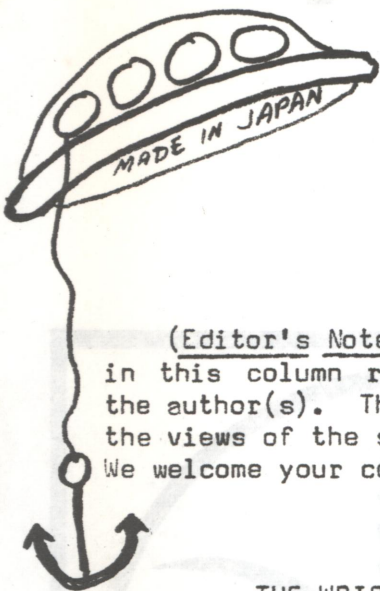 MADE IN JAPAN
(Editor's Note
in this column r
the author(s). Th
the views of the s
We welcome your co